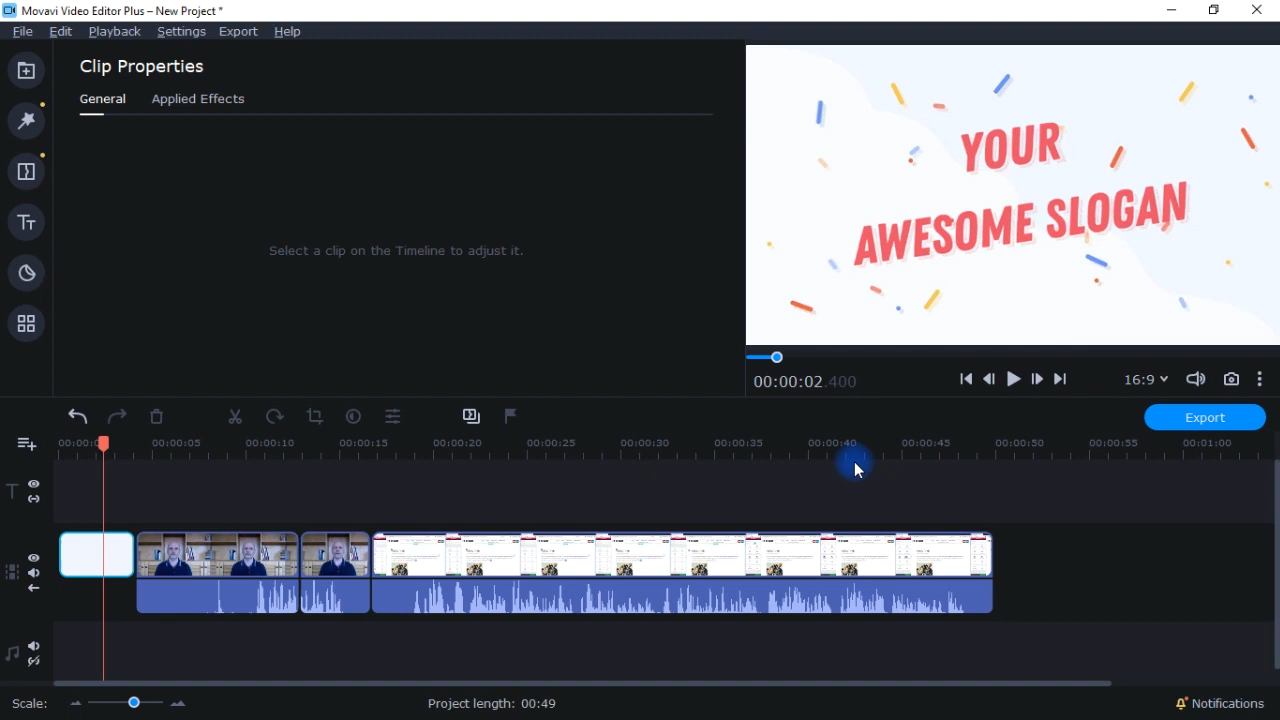 Movavi Video Editor Plus – New Project *
File Edit Playback Settings Export Help
Clip Properties
General Applied Effects
Select a clip on the Timeline to adjust it.
YOUR
AWESOME SLOGAN
00:00:02.400
16:9
Export
00:00:05 00:00:10 00:00:15 00:00:20 00:00:25 00:00:30 00:00:35 00:00:40 00:00:45 00:00:50 00:00:55 00:01:00
Scale:
Project length: 00:49
Notifications